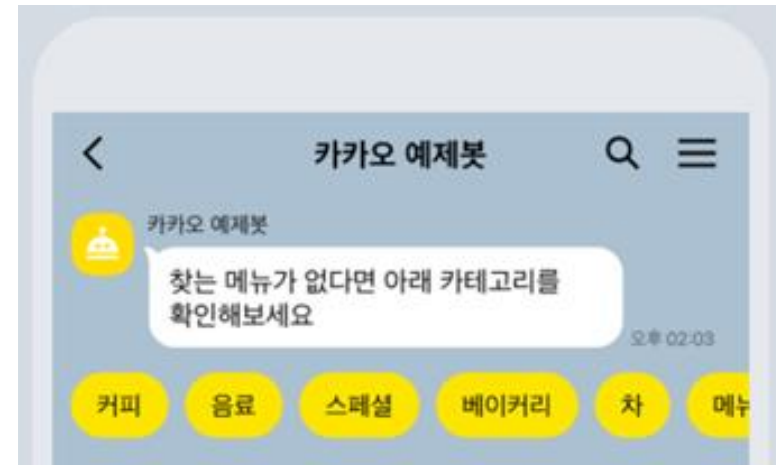 카카오 예제봇
카카오 예제봇
찾는 메뉴가 없다면 아래 카테고리를
확인해보세요
오후 02:03
커피 음료 스페셜 베이커리 차